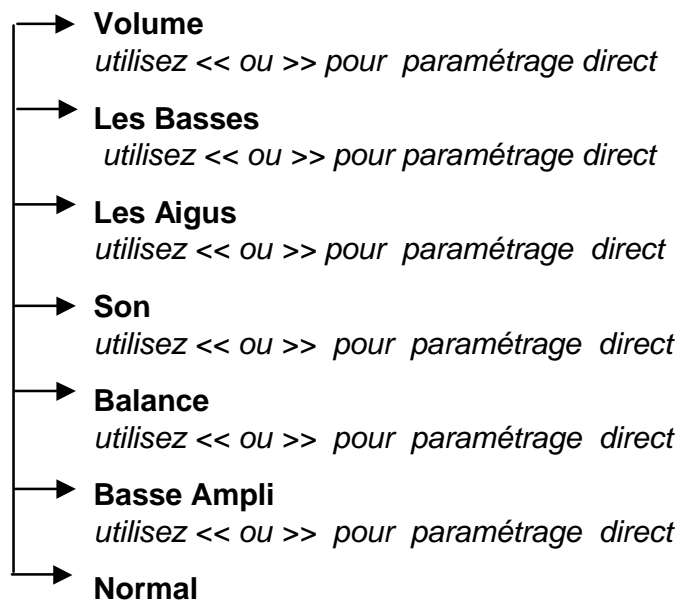 Volume
utilisez << ou >> pour paramétrage direct
Les Basses
utilisez << ou >> pour paramétrage direct
Les Aigus
utilisez << ou >> pour paramétrage direct
Son
utilisez << ou >> pour paramétrage direct
Balance
utilisez << ou >> pour paramétrage direct
Basse Ampli
utilisez << ou >> pour paramétrage direct
Normal